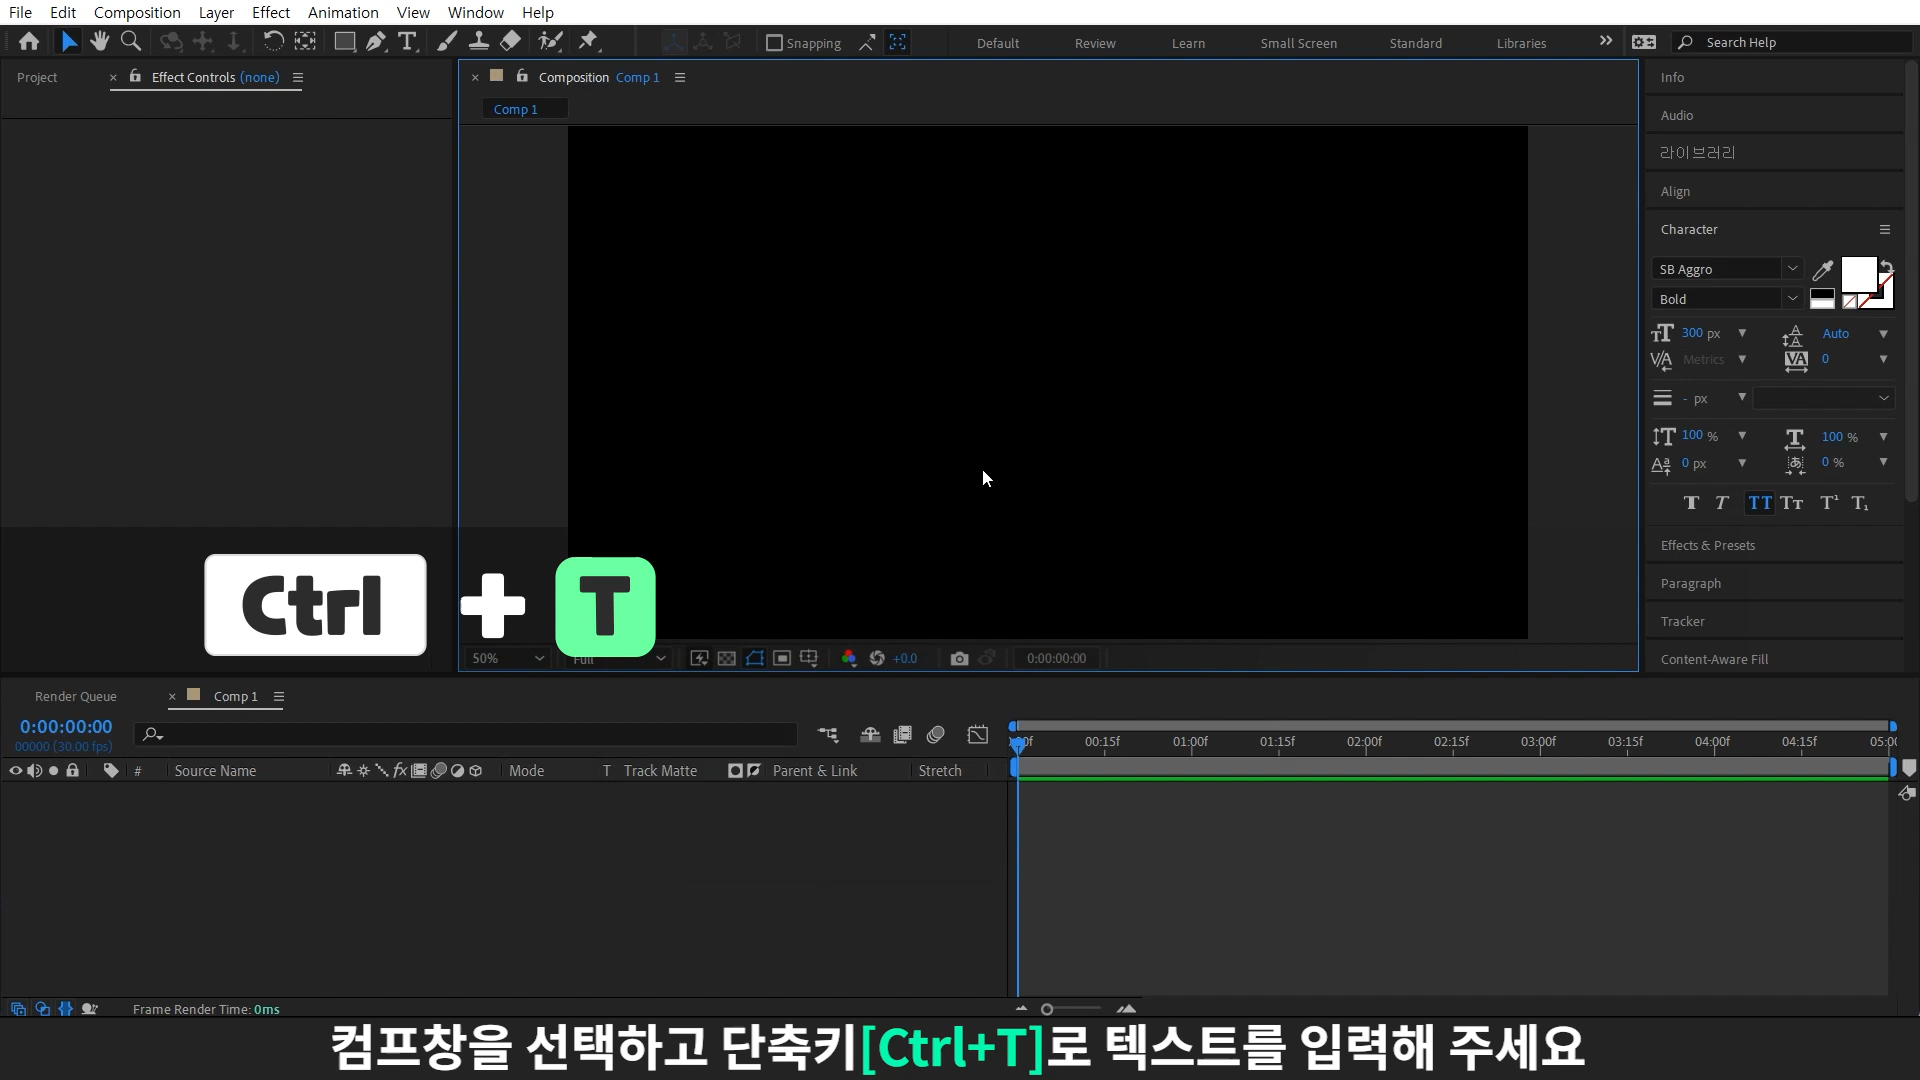 File Edit Composition Layer Effect Animation View Window Help
Snapping Default Review Learn Small Screen Standard Libraries Search Help
Project Effect Controls (none) Composition Comp 1
Comp 1
Info
Audio
라이브러리
Align
Character
SB Aggro
Bold
300 px Auto
Metrics 0
- px
100 % 100 %
0 px 0 %
Effects & Presets
Paragraph
Tracker
Content-Aware Fill
Ctrl + T
50% Full +0.0 0:00:00:00
Render Queue Comp 1
0:00:00:00
00000 (30.00 fps)
00:15f 01:00f 01:15f 02:00f 02:15f 03:00f 03:15f 04:00f 04:15f
# Source Name fx Mode T Track Matte Parent & Link Stretch
Frame Render Time: 0ms
컴프창을 선택하고 단축키[Ctrl+T]로 텍스트를 입력해 주세요